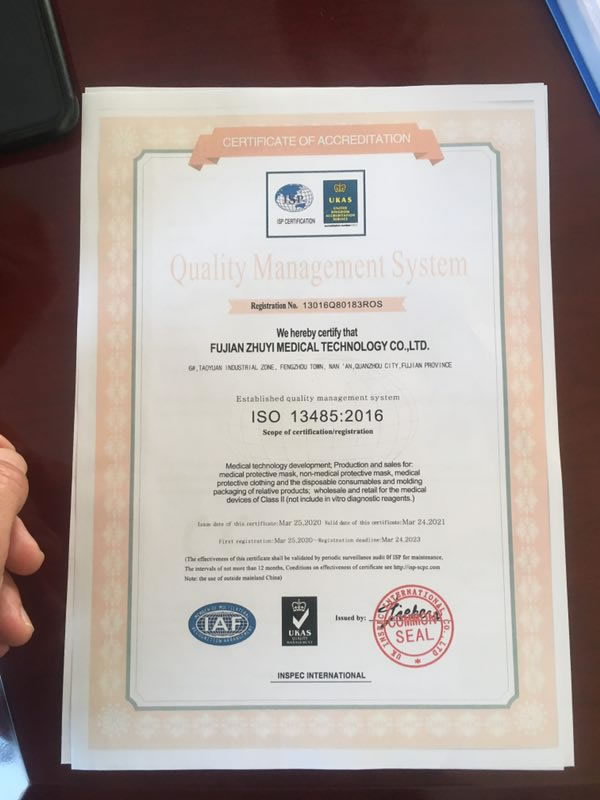 CERTIFICATE OF ACCREDITATION
ISP CERTIFICATION
UKAS
Quality Management System
Registration No. 13016Q80183ROS
We hereby certify that
FUJIAN ZHUYI MEDICAL TECHNOLOGY CO.,LTD.
6#,TAOYUAN INDUSTRIAL ZONE, FENGZHOU TOWN, NAN 'AN,QUANZHOU CITY,FUJIAN PROVINCE
Established quality management system
ISO 13485:2016
Scope of certification/registration
Medical technology development; Production and sales for:
medical protective mask, non-medical protective mask, medical
protective clothing and the disposable consumables and molding
packaging of relative products; wholesale and retail for the medical
devices of Class II (not include in vitro diagnostic reagents.)
Issue date of this certificate:Mar 25,2020 Valid date of this certificate:Mar 24,2021
First registration:Mar 25,2020--Registration deadline:Mar 24,2023
(The effectiveness of this certificate shall be validated by periodic surveillance audit 0F ISP for maintenance.
The intervals of not more than 12 months, Conditions on effectiveness of certificate see http://isp-scpc.com
Note: the use of outside mainland China)
IAF
UKAS
QUALITY
MANAGEMENT
Issued by:
COMMON
SEAL
INSPEC INTERNATIONAL